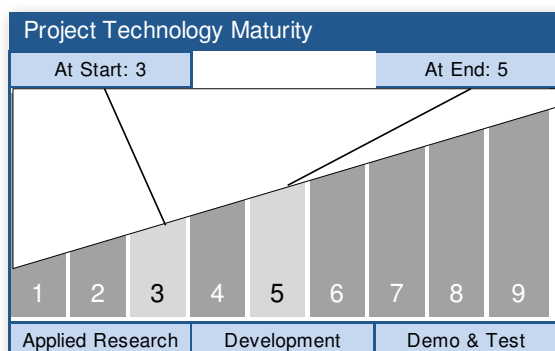 Project Technology Maturity
At Start: 3 At End: 5
1 2 3 4 5 6 7 8 9
Applied Research Development Demo & Test